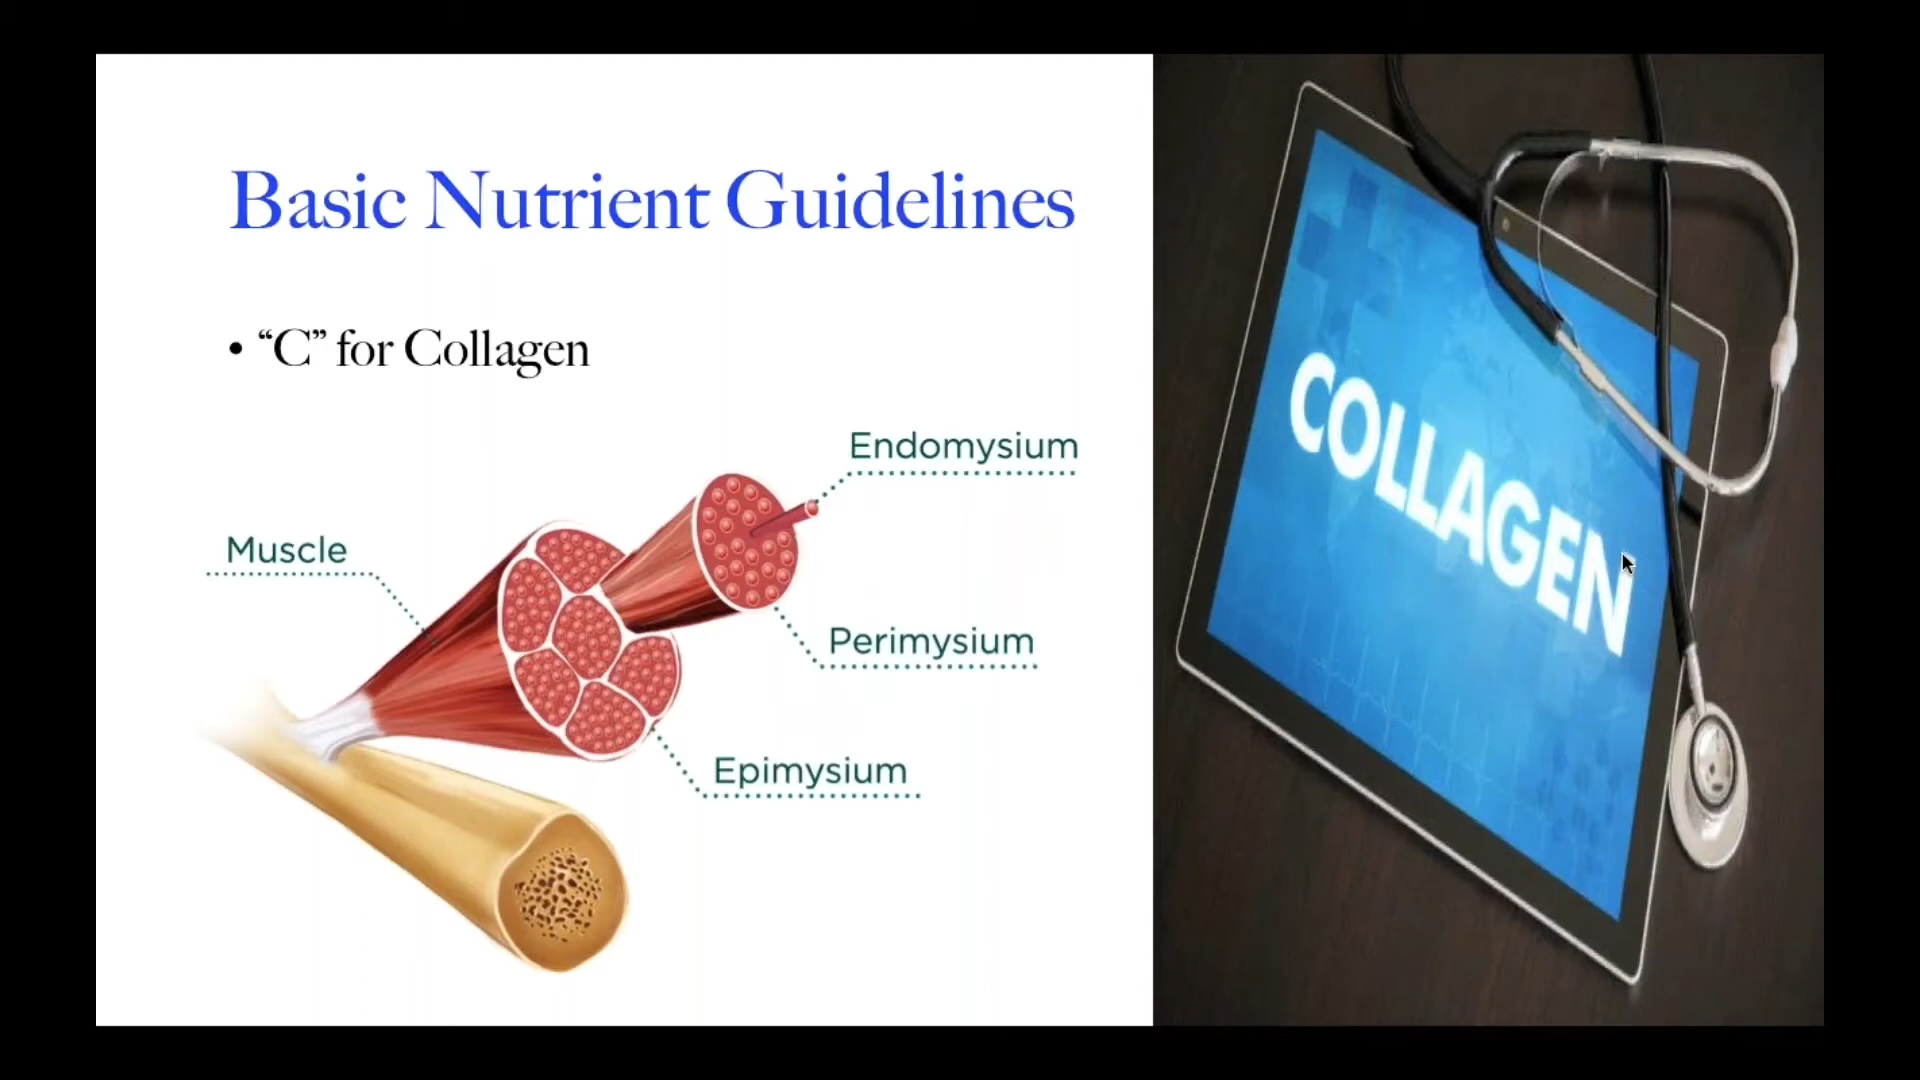 Basic Nutrient Guidelines
• “C” for Collagen
Endomysium
Muscle
Perimysium
Epimysium
COLLAGEN